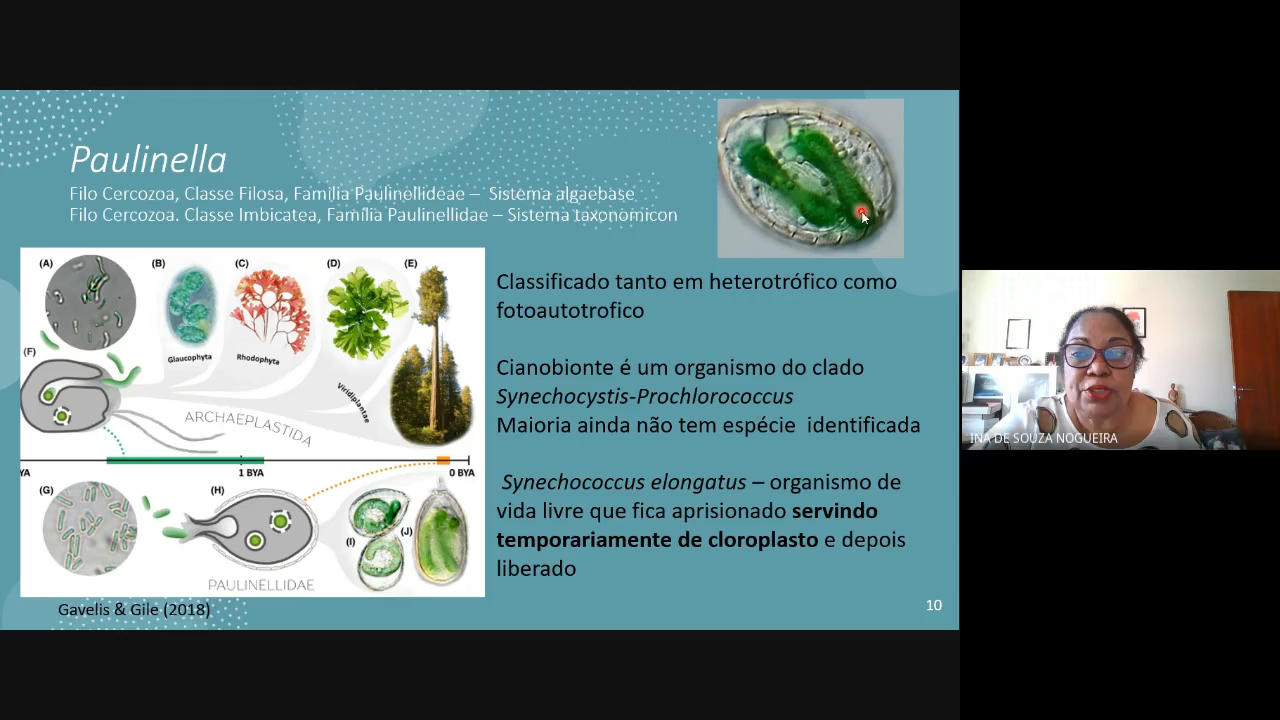 Paulinella
Filo Cercozoa, Classe Filosa, Familia Paulinellideae – Sistema algaebase
Filo Cercozoa. Classe Imbicatea, Família Paulinellidae – Sistema taxonomicon
(A)
(B)
(C)
(D)
(E)
(F)
Glaucophyta
Rhodophyta
Viridiplantae
ARCHAEPLASTIDA
YA
1 BYA
0 BYA
(G)
(H)
(I)
(J)
PAULINELLIDAE
Gavelis & Gile (2018)
Classificado tanto em heterotrófico como
fotoautotrofico
Cianobionte é um organismo do clado
Synechocystis-Prochlorococcus
Maioria ainda não tem espécie identificada
Synechococcus elongatus – organismo de
vida livre que fica aprisionado servindo
temporariamente de cloroplasto e depois
liberado
10
INA DE SOUZA NOGUEIRA